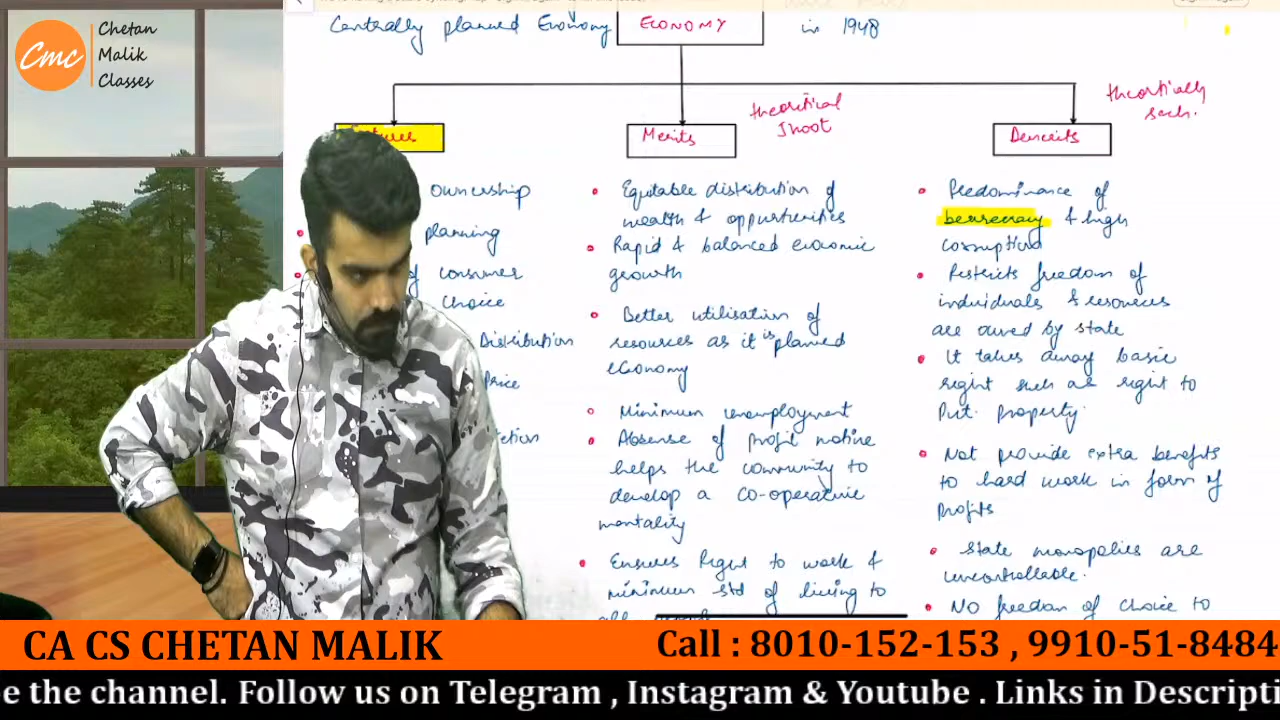 Cmc
Chetan
Malik
Classes
Centrally planned Economy
ECONOMY
in 1948
Merits
theoritical
Demerits
theortially
ownership
planning
of consumer
choice
Distribution
Price
• Equitable distribution of
wealth & oppurtunities
• Rapid & balanced economic
growth
• Better utilisation of
resources as it is planned
economy
• Minimum unemployment
• Absense of profit motive
helps the community to
develop a co-operative
mentality
• Ensures Right to work &
minimum std of living to
• Predominance of
& high
corruption
• Restricts freedom of
individuals & resources
are owned by state
• It takes away basic
right such as right to
Pvt. property.
• Not provide extra benefits
to hard work in form of
profits
• State monopolies are
uncontrollable.
• No freedom of choice to
CA CS CHETAN MALIK
Call : 8010-152-153 , 9910-51-8484
be the channel. Follow us on Telegram , Instagram & Youtube . Links in Descripti